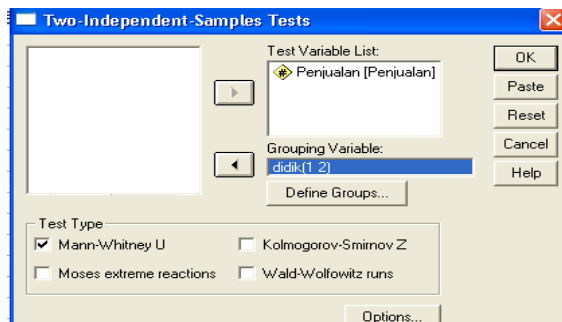 Two-Independent-Samples Tests
Test Variable List:
Penjualan [Penjualan]
Grouping Variable:
didik(1 2)
Define Groups...
OK
Paste
Reset
Cancel
Help
Test Type
Mann-Whitney U
Kolmogorov-Smirnov Z
Moses extreme reactions
Wald-Wolfowitz runs
Options...